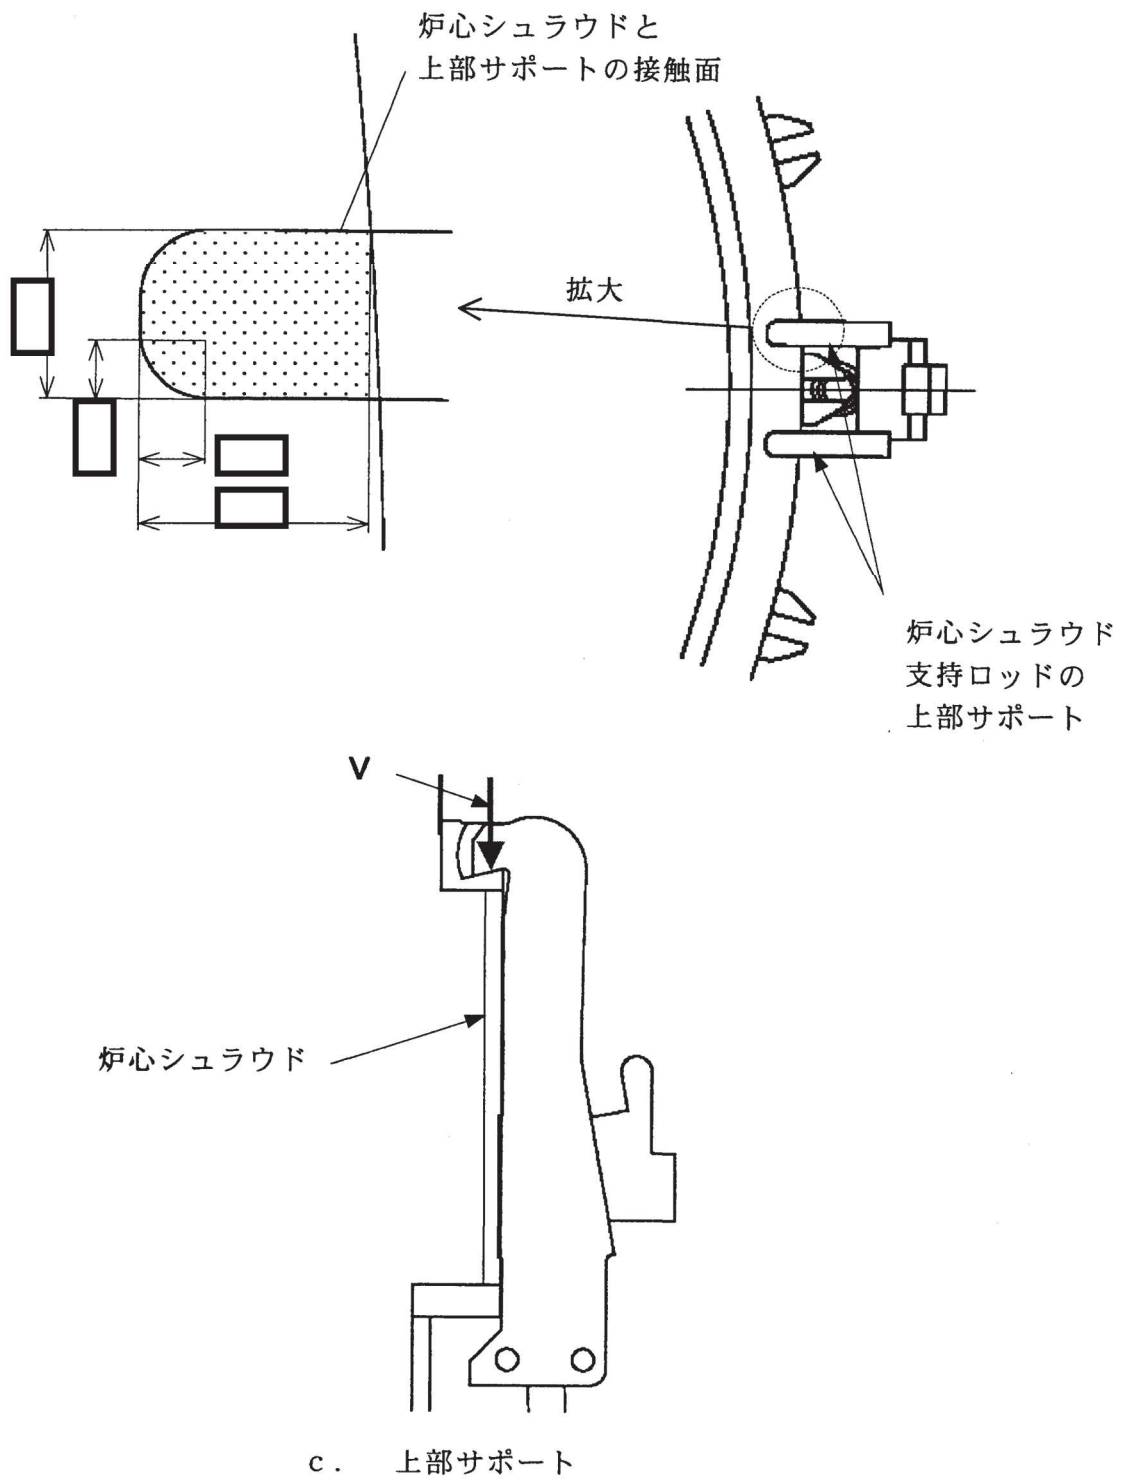 炉心シュラウドと
上部サポートの接触面
拡大
炉心シュラウド
支持ロッドの
上部サポート
V
炉心シュラウド
c. 上部サポート